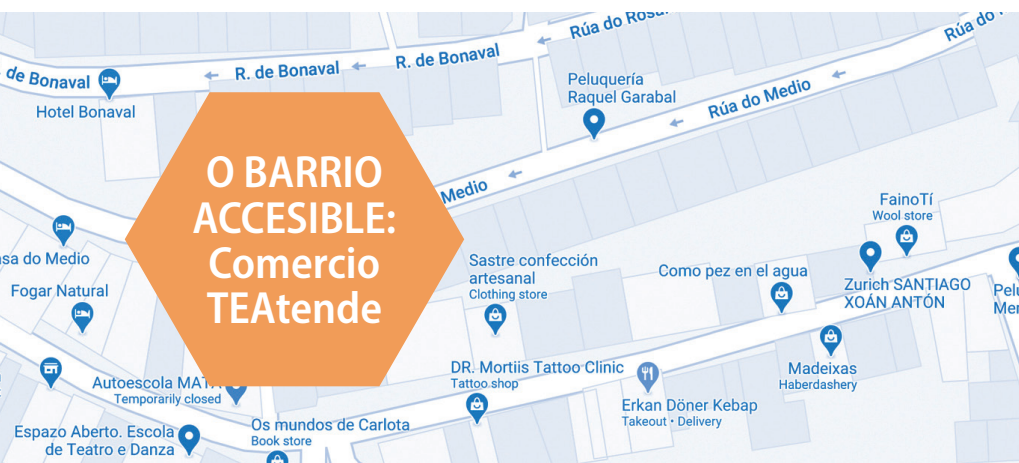 Rúa do Rosa
Rúa do
R. de Bonaval
R. de Bonaval
de Bonaval
Hotel Bonaval
Peluquería
Raquel Garabal
Rúa do Medio
O BARRIO
ACCESIBLE:
Comercio
TEAtende
Medio
FainoTí
Wool store
sa do Medio
Sastre confección
artesanal
Clothing store
Como pez en el agua
Zurich SANTIAGO
XOÁN ANTÓN
Pelu
Mer
Fogar Natural
DR. Mortiis Tattoo Clinic
Tattoo shop
Madeixas
Haberdashery
Autoescola MATA
Temporarily closed
Erkan Döner Kebap
Takeout • Delivery
Os mundos de Carlota
Book store
Espazo Aberto. Escola
de Teatro e Danza